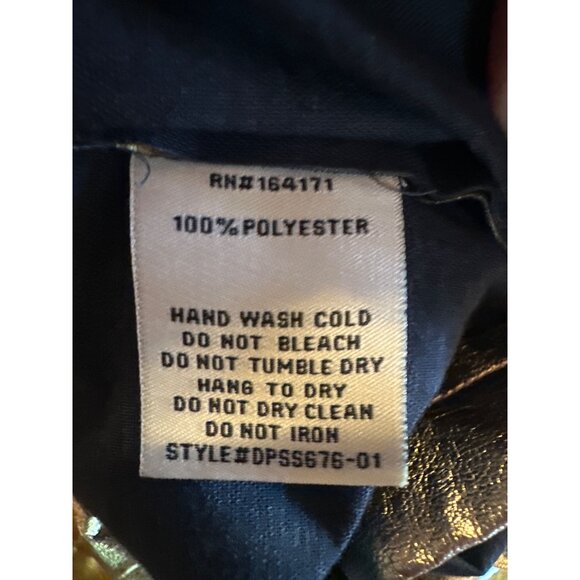 RN#164171
100% POLYESTER
HAND WASH COLD
DO NOT BLEACH
DO NOT TUMBLE DRY
HANG TO DRY
DO NOT DRY CLEAN
DO NOT IRON
STYLE#DPSS676-01